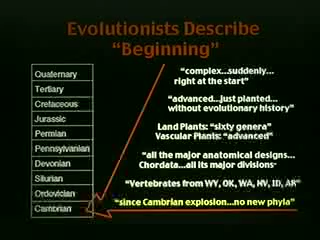 Evolutionists Describe
“Beginning”
Quaternary
Tertiary
Cretaceous
Jurassic
Permian
Pennsylvanian
Devonian
Silurian
Ordovician
Cambrian
“complex...suddenly...
right at the start”
“advanced...just planted...
without evolutionary history”
Land Plants: “sixty genera”
Vascular Plants: “advanced”
“all the major anatomical designs...
Chordata...all its major divisions”
“Vertebrates from WY, OK, WA, NV, ID, AR”
“since Cambrian explosion...no new phyla”